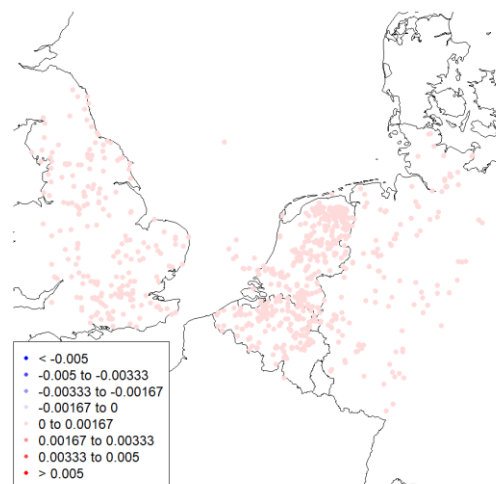 < -0.005
-0.005 to -0.00333
-0.00333 to -0.00167
-0.00167 to 0
0 to 0.00167
0.00167 to 0.00333
0.00333 to 0.005
> 0.005